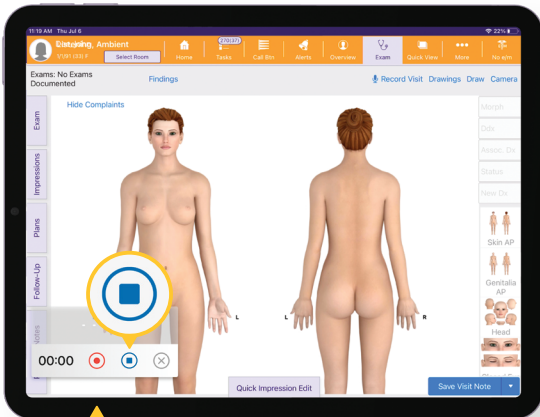 11:19 AM Thu Jul 6
22%
Listening, Ambient
Select Room
Home
276(371)
Tasks
Call Bin
Alerts
Overview
Exam
Quick View
More
No e/m
Exams: No Exams
Documented
Findings
Record Visit Drawings Draw Camera
Hide Complaints
Exam
Impressions
Plans
Follow-Up
Notes
Morph
Ddx
Assoc. Dx
Status
New Dx
Skin AP
Genitalia
AP
Head
L
L
R
00:00
Quick Impression Edit
Save Visit Note